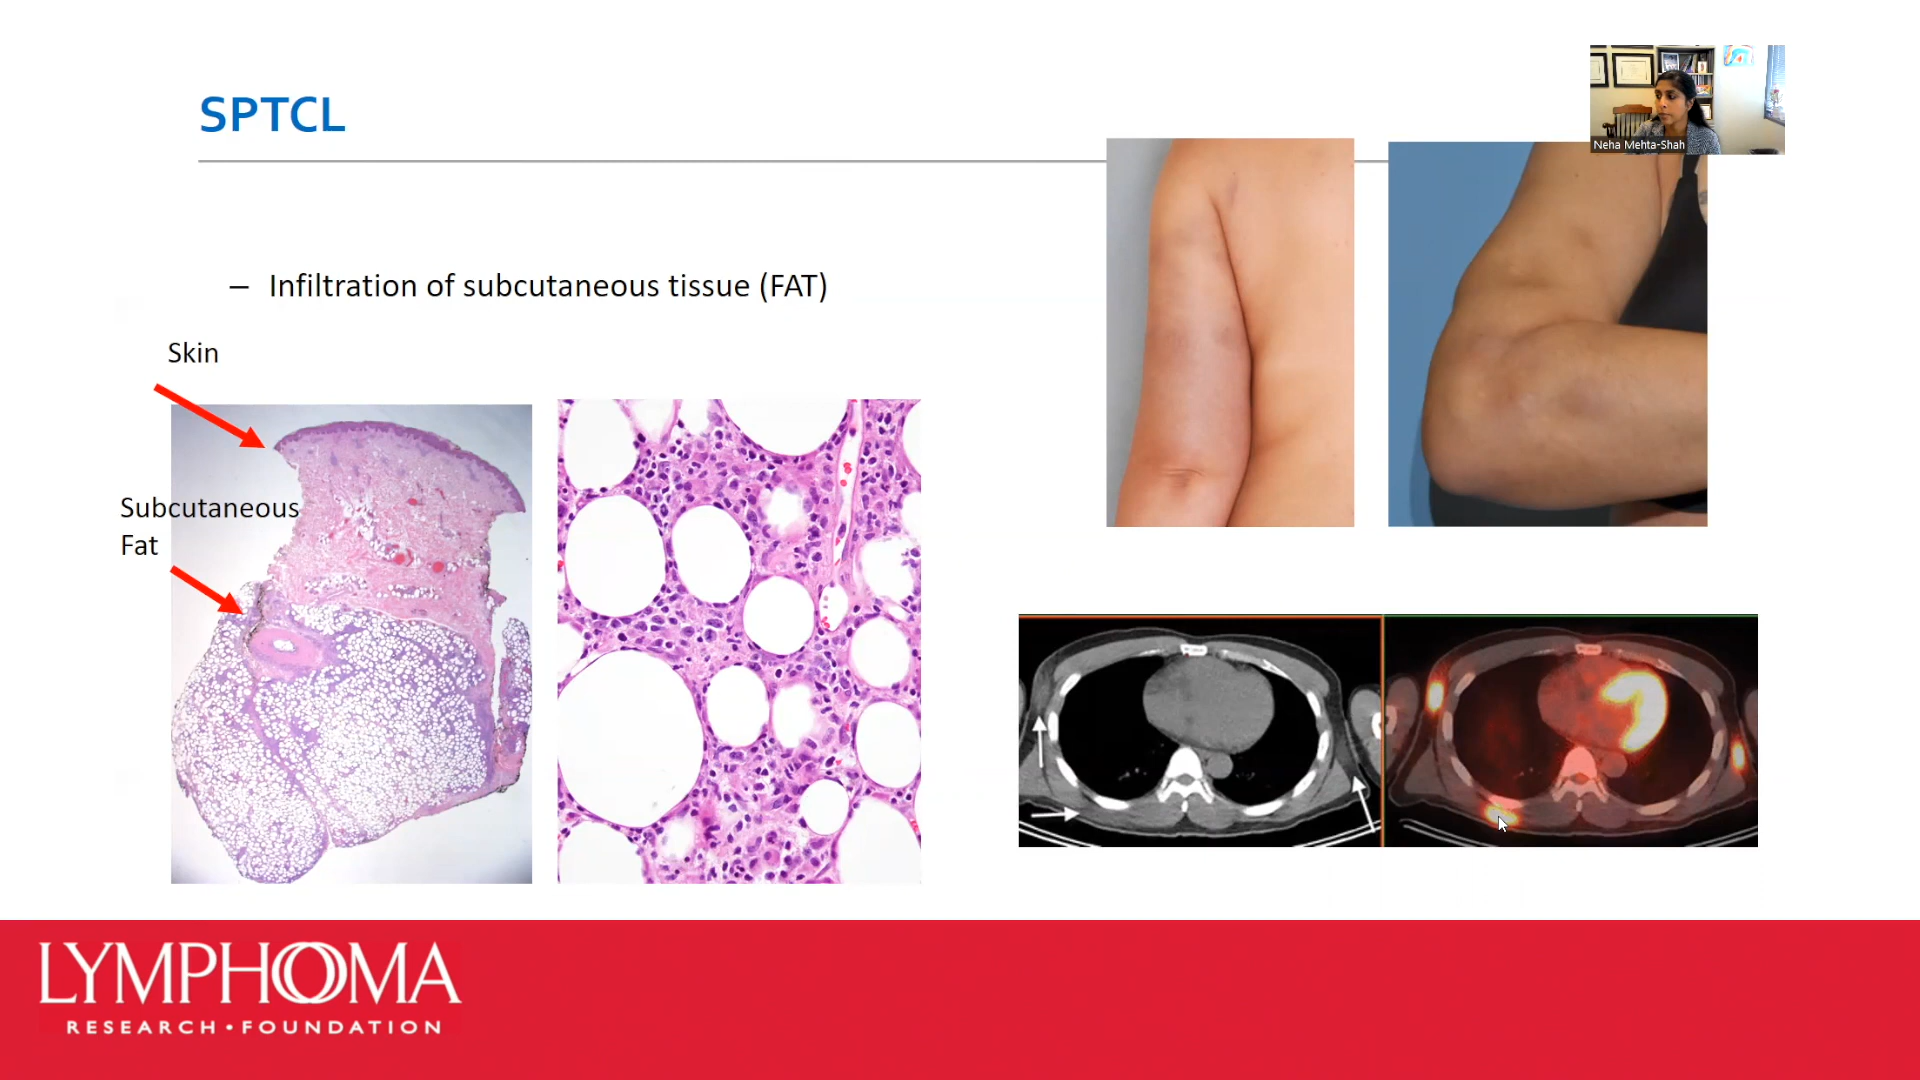 SPTCL
Neha Mehta-Shah
– Infiltration of subcutaneous tissue (FAT)
Skin
Subcutaneous
Fat
LYMPHOMA
RESEARCH • FOUNDATION